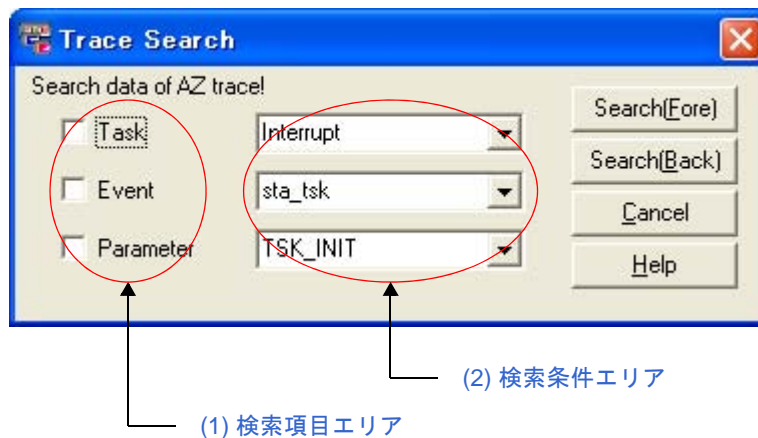 Trace Search
Search data of AZ trace!
Task
Interrupt
Search(Fore)
Event
sta_tsk
Search(Back)
Parameter
TSK_INIT
Cancel
Help
(2) 検索条件エリア
(1) 検索項目エリア